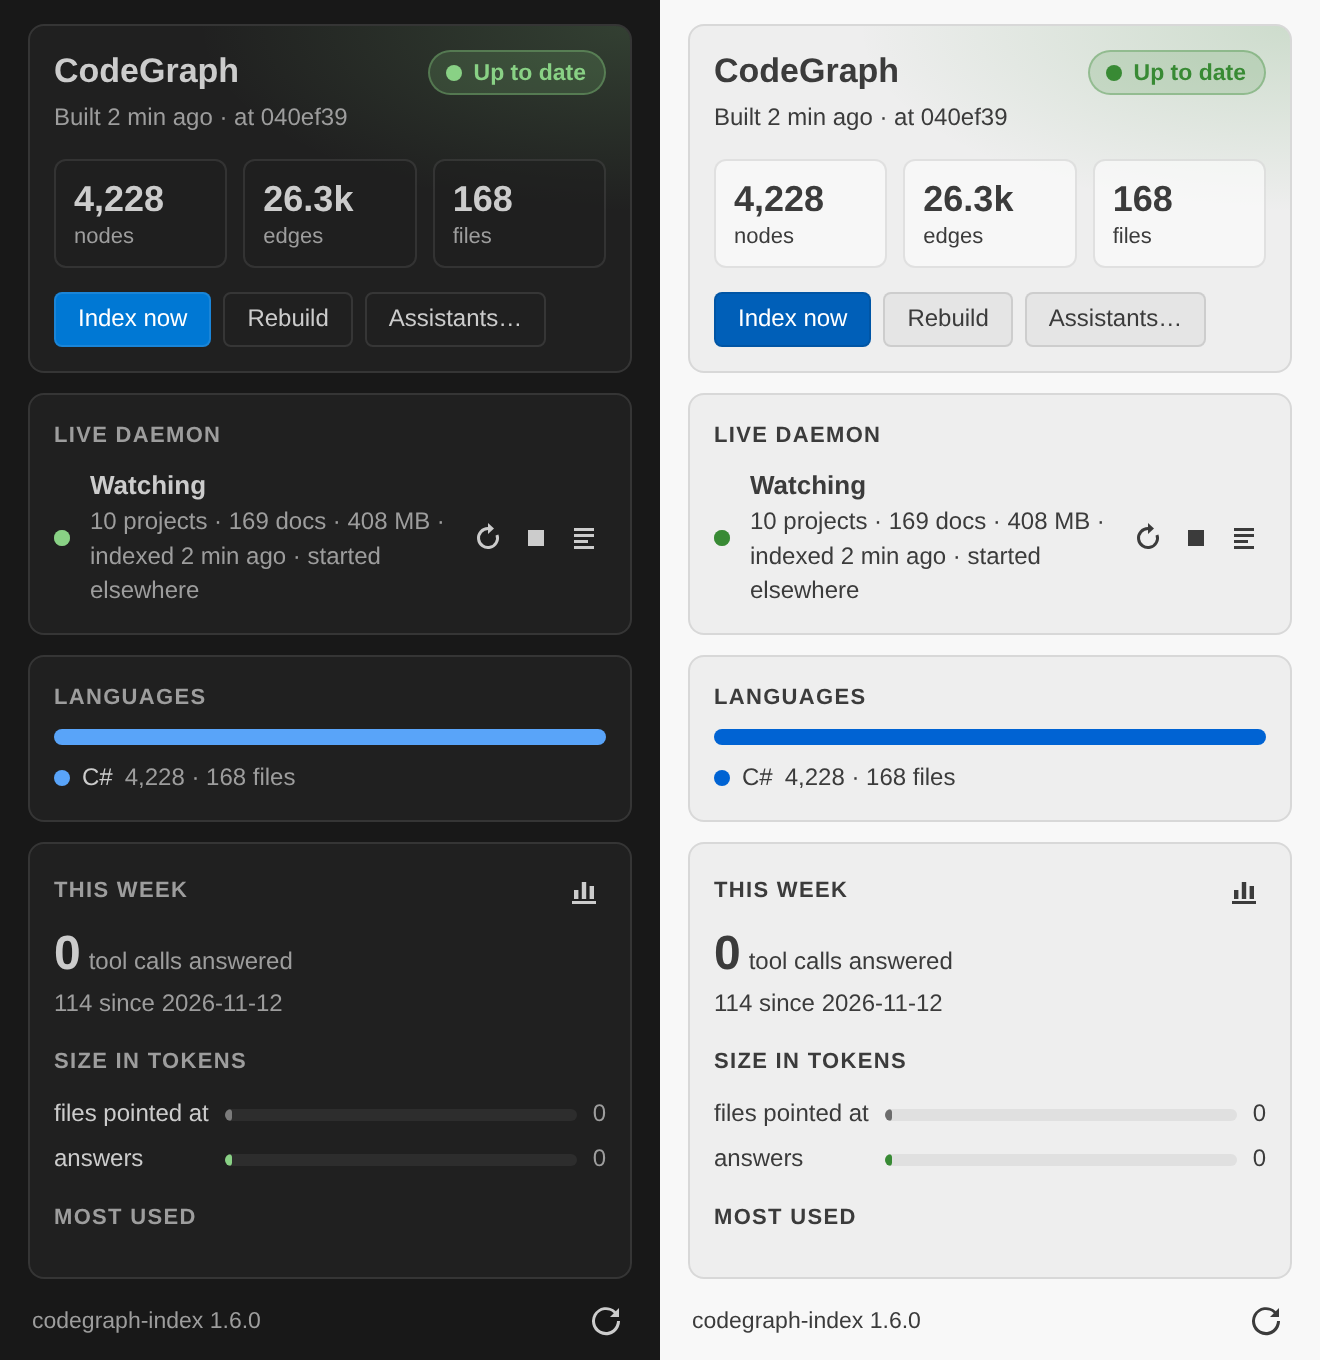 CodeGraph
Up to date
Built 2 min ago · at 040ef39
4,228
nodes
26.3k
edges
168
files
Index now
Rebuild
Assistants…
LIVE DAEMON
Watching
10 projects · 169 docs · 408 MB ·
indexed 2 min ago · started
elsewhere
LANGUAGES
C# 4,228 · 168 files
THIS WEEK
0 tool calls answered
114 since 2026-11-12
SIZE IN TOKENS
files pointed at 0
answers 0
MOST USED
codegraph-index 1.6.0
CodeGraph
Up to date
Built 2 min ago · at 040ef39
4,228
nodes
26.3k
edges
168
files
Index now
Rebuild
Assistants…
LIVE DAEMON
Watching
10 projects · 169 docs · 408 MB ·
indexed 2 min ago · started
elsewhere
LANGUAGES
C# 4,228 · 168 files
THIS WEEK
0 tool calls answered
114 since 2026-11-12
SIZE IN TOKENS
files pointed at 0
answers 0
MOST USED
codegraph-index 1.6.0